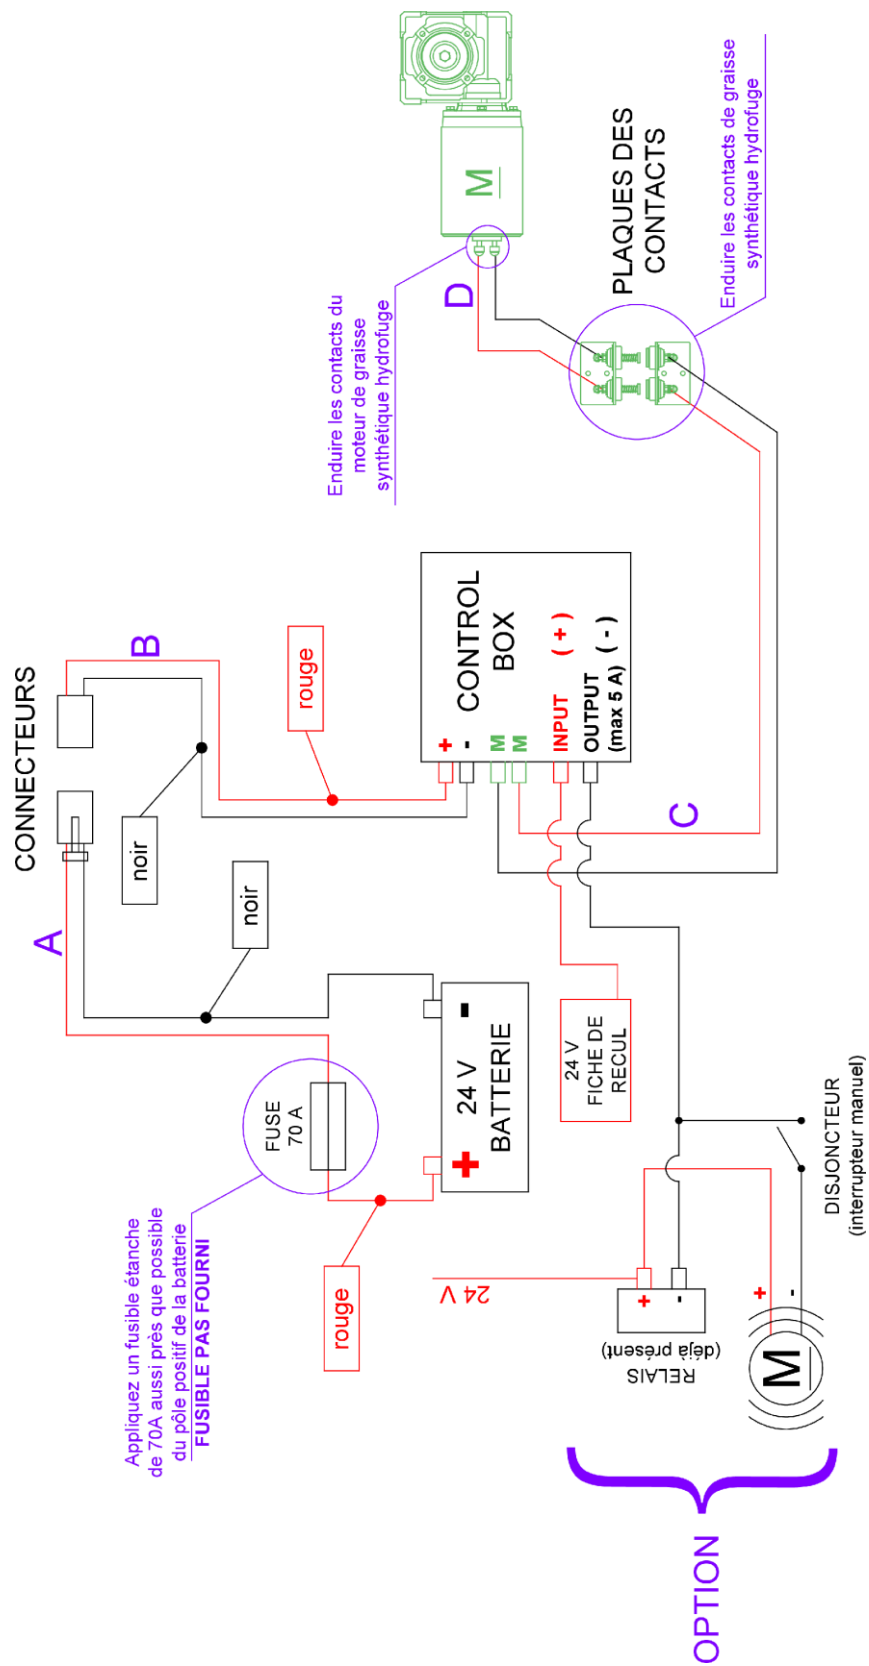 Appliquez un fusible étanche
de 70A aussi près que possible
du pôle positif de la batterie
FUSIBLE PAS FOURNI
FUSE
70 A
rouge
24 V
BATTERIE
+
-
noir
A
CONNECTEURS
noir
B
rouge
CONTROL
BOX
+
-
M
M
INPUT (+)
OUTPUT (-)
(max 5 A)
C
24 V
FICHE DE
RECUL
Enduire les contacts du
moteur de graisse
synthétique hydrofuge
M
D
PLAQUES DES
CONTACTS
Enduire les contacts de graisse
synthétique hydrofuge
OPTION
24 V
RELAIS
(déjà présent)
+
-
M
+
-
DISJONCTEUR
(interrupteur manuel)